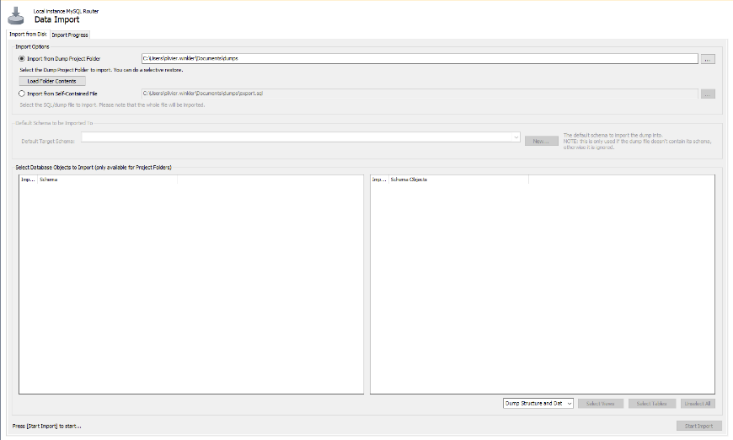 Local instance MySQL Router
Data Import
Import from Disk Import Progress
Import Options
Import from Dump Project Folder C:\Users\plivier.winkler\Documents\dumps ...
Select the Dump Project Folder to import. You can do a selective restore.
Load Folder Contents
Import from Self-Contained File C:\Users\plivier.winkler\Documents\dumps\export.sql ...
Select the SQL/dump file to import. Please note that the whole file will be imported.
Default Schema to be Imported To
Default Target Schema: New... The default schema to import the dump into.
NOTE: this is only used if the dump file doesn't contain its schema,
otherwise it is ignored.
Select Database Objects to Import (only available for Project Folders)
Imp... Schema Imp... Schema Objects
Dump Structure and Dat Select Views Select Tables Unselect All
Press [Start Import] to start... Start Import